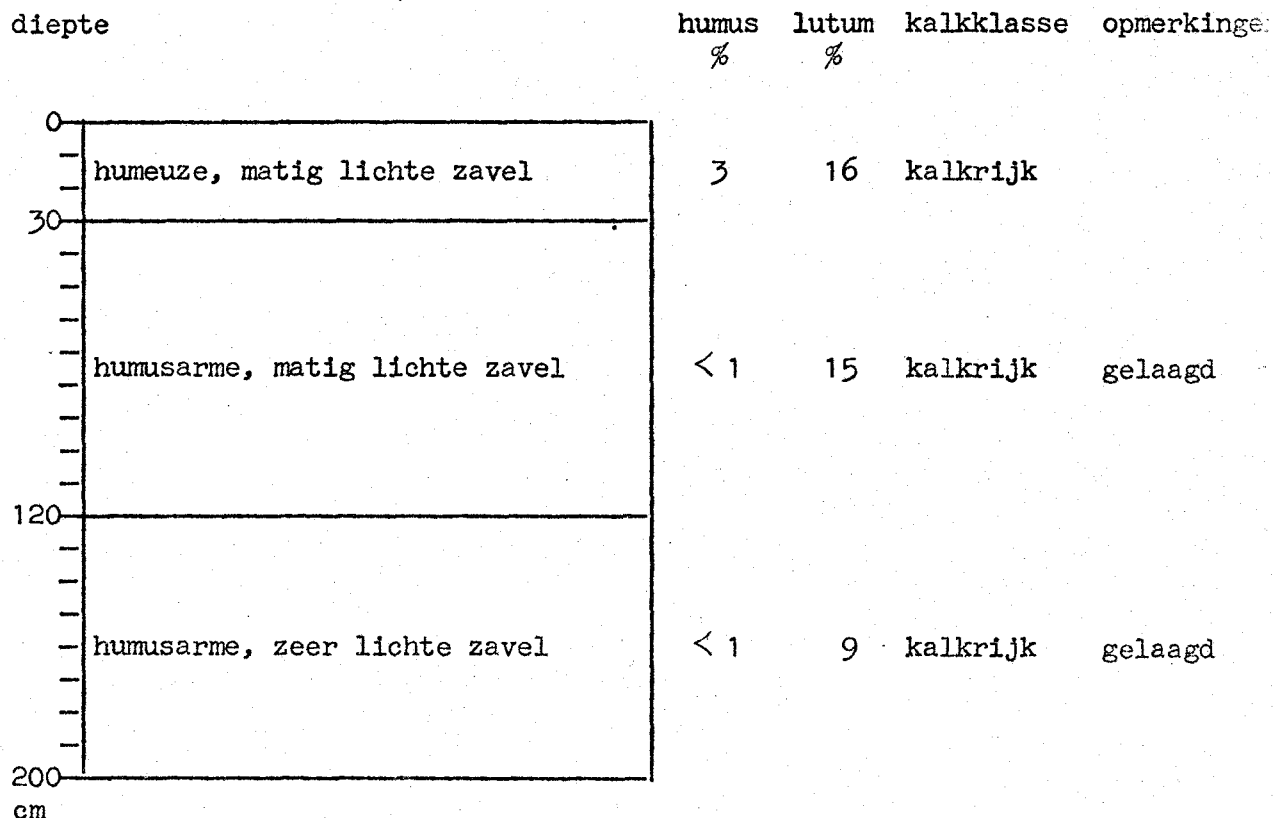 diepte humus lutum kalkklasse opmerkinge
% %
0
humeuze, matig lichte zavel 3 16 kalkrijk
30
humusarme, matig lichte zavel < 1 15 kalkrijk gelaagd
120
humusarme, zeer lichte zavel < 1 9 kalkrijk gelaagd
200
cm